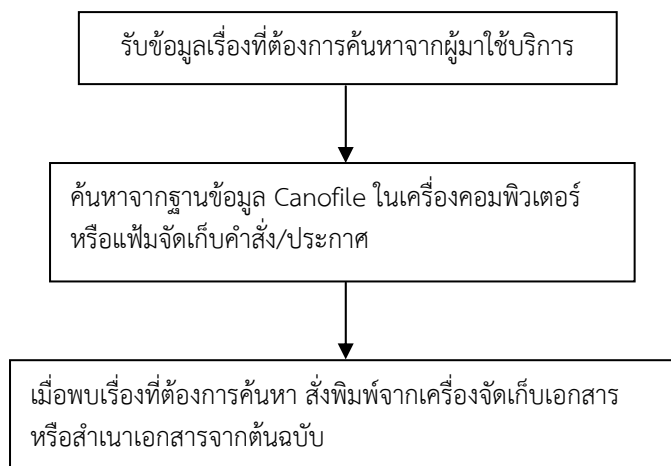 รับข้อมูลเรื่องที่ต้องการค้นหาจากผู้มาใช้บริการ
ค้นหาจากฐานข้อมูล Canofile ในเครื่องคอมพิวเตอร์
หรือแฟ้มจัดเก็บคำสั่ง/ประกาศ
เมื่อพบเรื่องที่ต้องการค้นหา สั่งพิมพ์จากเครื่องจัดเก็บเอกสาร
หรือสำเนาเอกสารจากต้นฉบับ